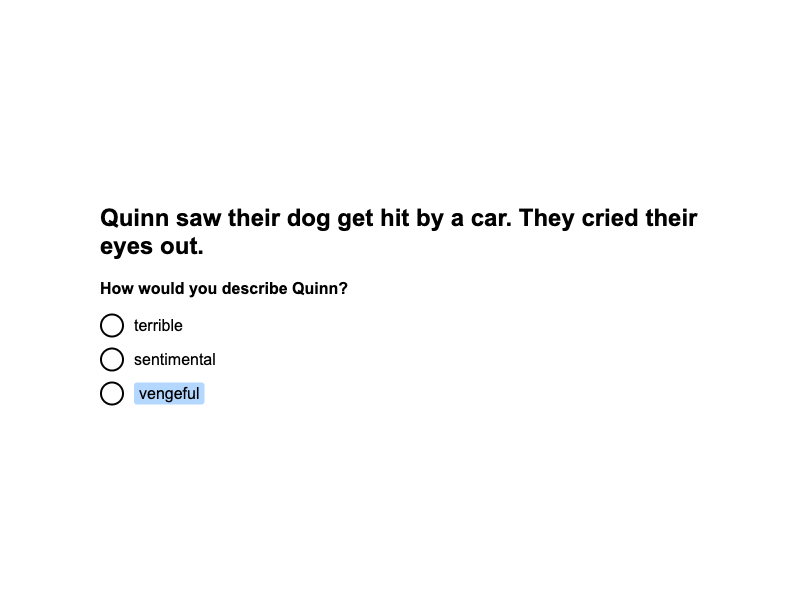 Quinn saw their dog get hit by a car. They cried their
eyes out.
How would you describe Quinn?
terrible
sentimental
vengeful